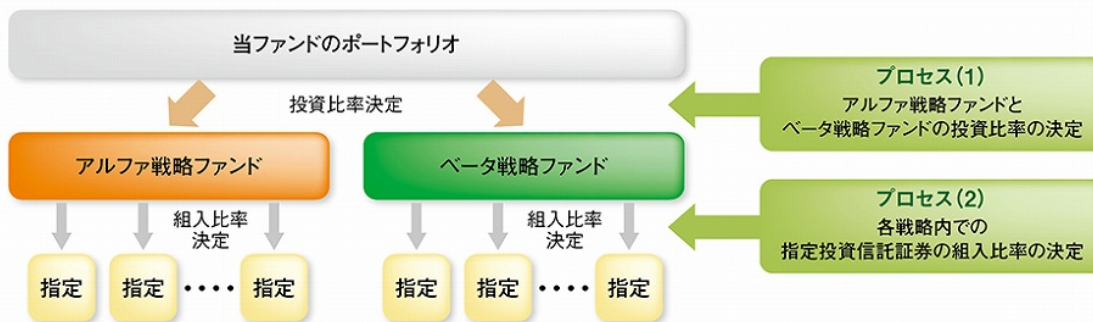 当ファンドのポートフォリオ
投資比率決定
プロセス(1)
アルファ戦略ファンドと
ベータ戦略ファンドの投資比率の決定
アルファ戦略ファンド
ベータ戦略ファンド
組入比率
決定
組入比率
決定
プロセス(2)
各戦略内での
指定投資信託証券の組入比率の決定
指定 指定 ‥‥ 指定
指定 指定 ‥‥ 指定